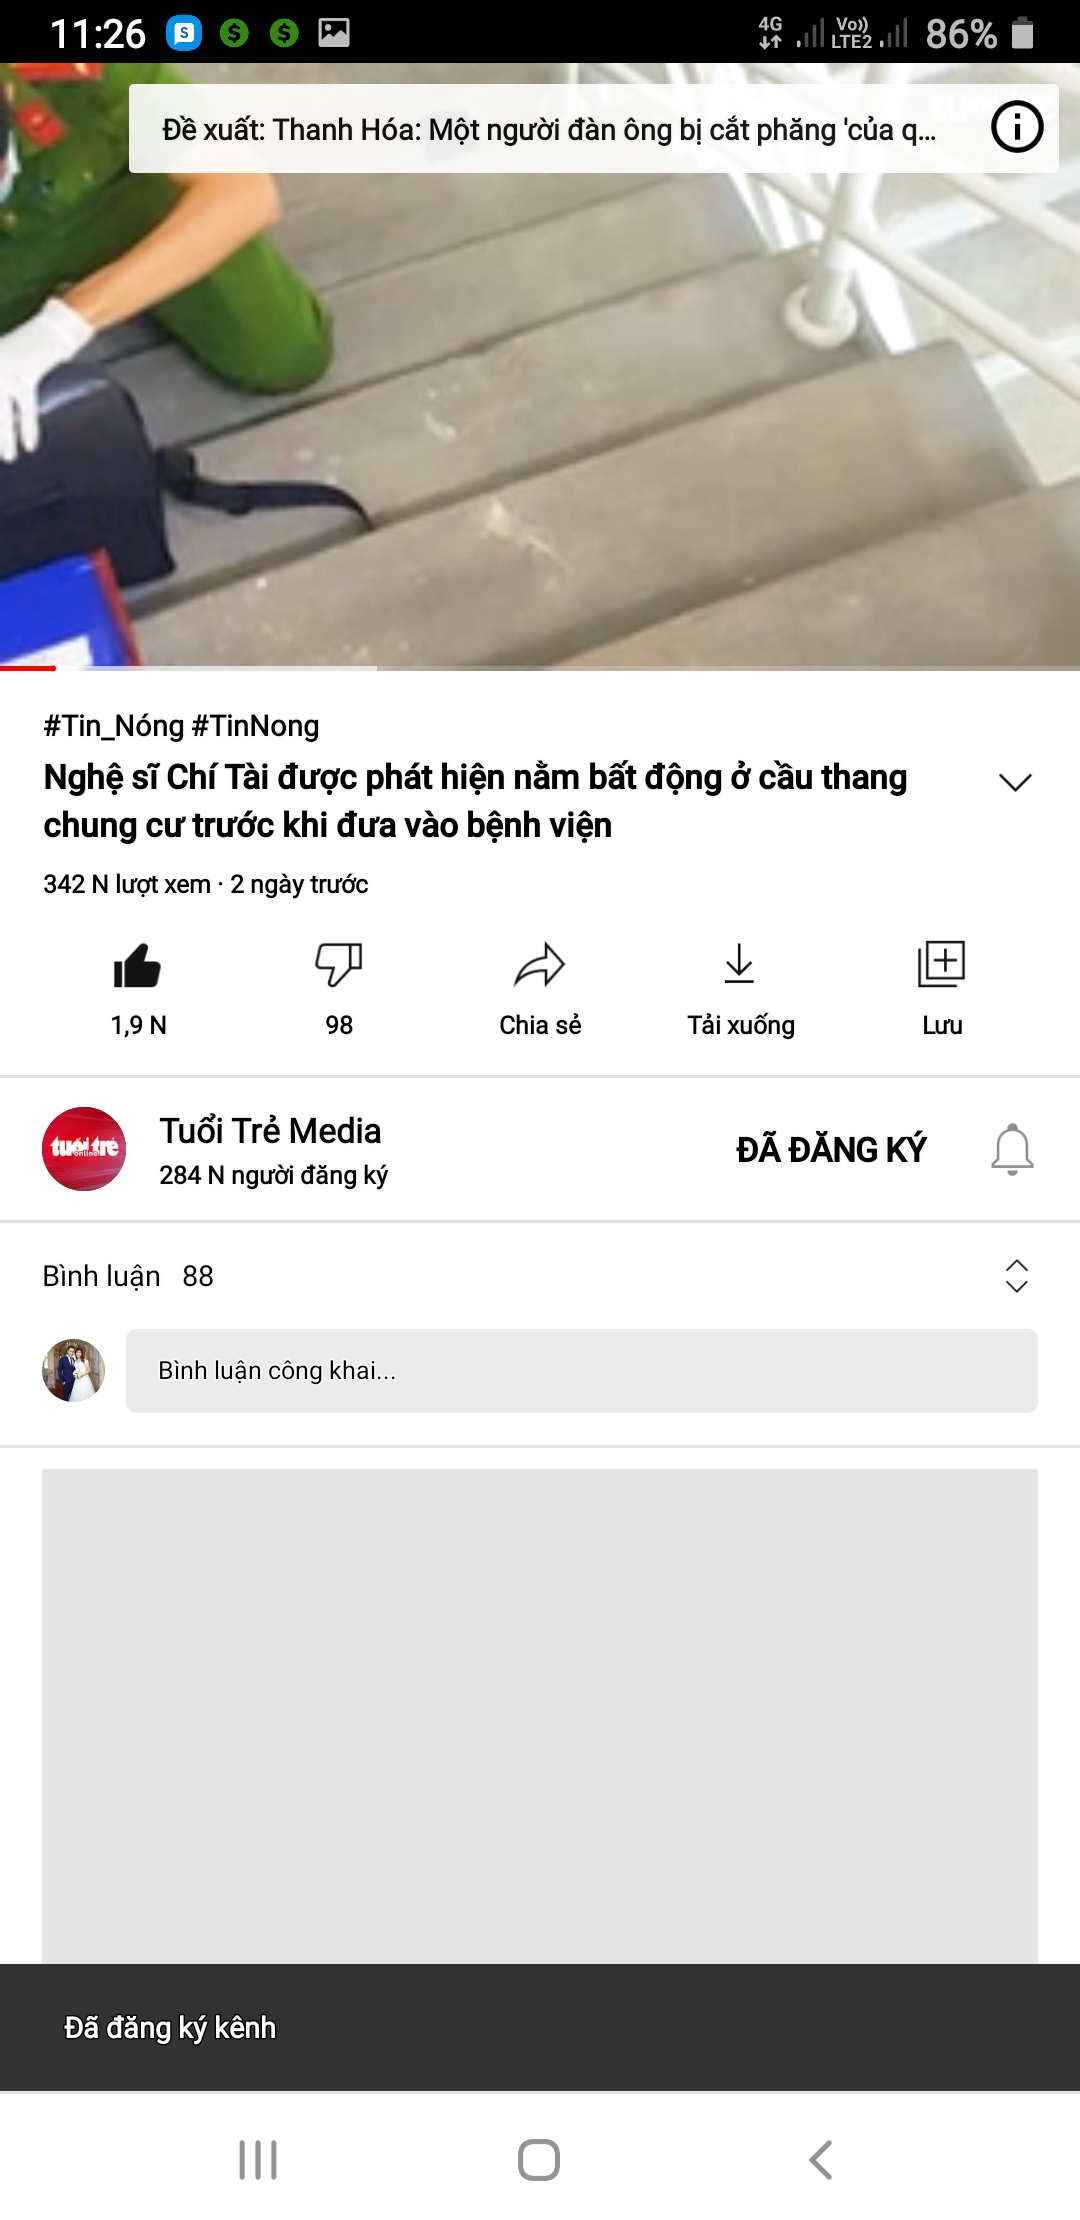 11:26
4G
Vo))
LTE2
86%
Đề xuất: Thanh Hóa: Một người đàn ông bị cắt phăng 'của q...
#Tin_Nóng #TinNong
Nghệ sĩ Chí Tài được phát hiện nằm bất động ở cầu thang
chung cư trước khi đưa vào bệnh viện
342 N lượt xem · 2 ngày trước
1,9 N
98
Chia sẻ
Tải xuống
Lưu
tuổi trẻ
online
Tuổi Trẻ Media
284 N người đăng ký
ĐÃ ĐĂNG KÝ
Bình luận 88
Bình luận công khai...
Đã đăng ký kênh